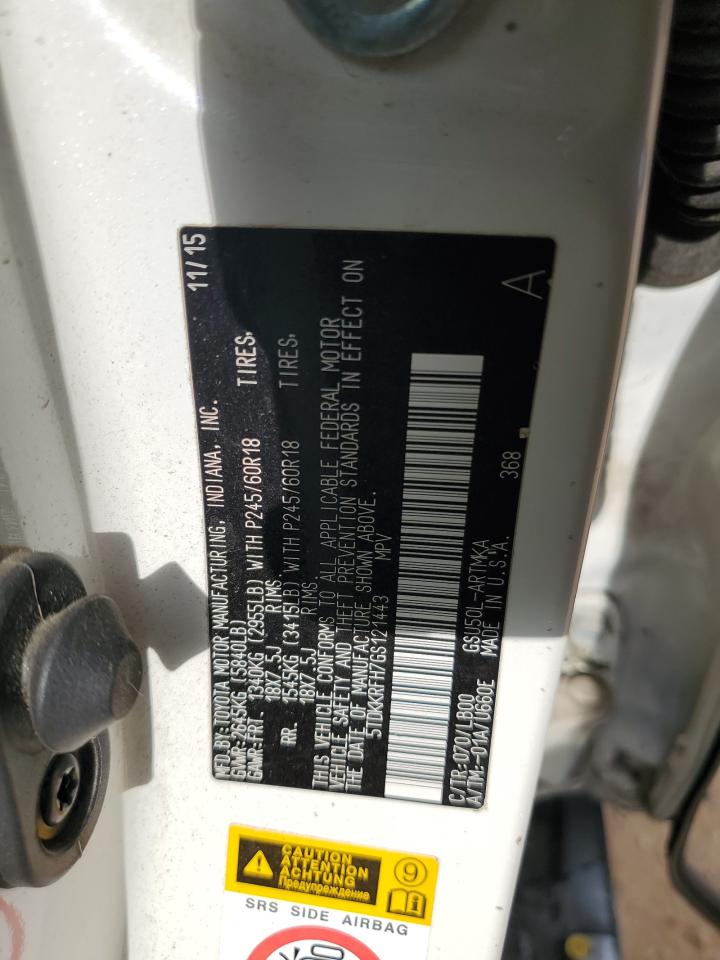 MFD.BY:TOYOTA MOTOR MANUFACTURING, INDIANA, INC. 11/15
GVWR:2645KG (5840LB)
GAWR:FRT 1340KG (2955LB) WITH P245/60R18 TIRES,
18X7.5J RIMS,
RR 1545KG (3415LB) WITH P245/60R18 TIRES,
18X7.5J RIMS.
THIS VEHICLE CONFORMS TO ALL APPLICABLE FEDERAL MOTOR
VEHICLE SAFETY AND THEFT PREVENTION STANDARDS IN EFFECT ON
THE DATE OF MANUFACTURE SHOWN ABOVE.
5TDKKRFH7GS121443 MPV
C/TR:070/LB00 GSU50L-ARTMKA 368 A
A/TM:-01A/U660E MADE IN U.S.A.
CAUTION
ATTENTION
ACHTUNG
Предупреждение
9
SRS SIDE AIRBAG